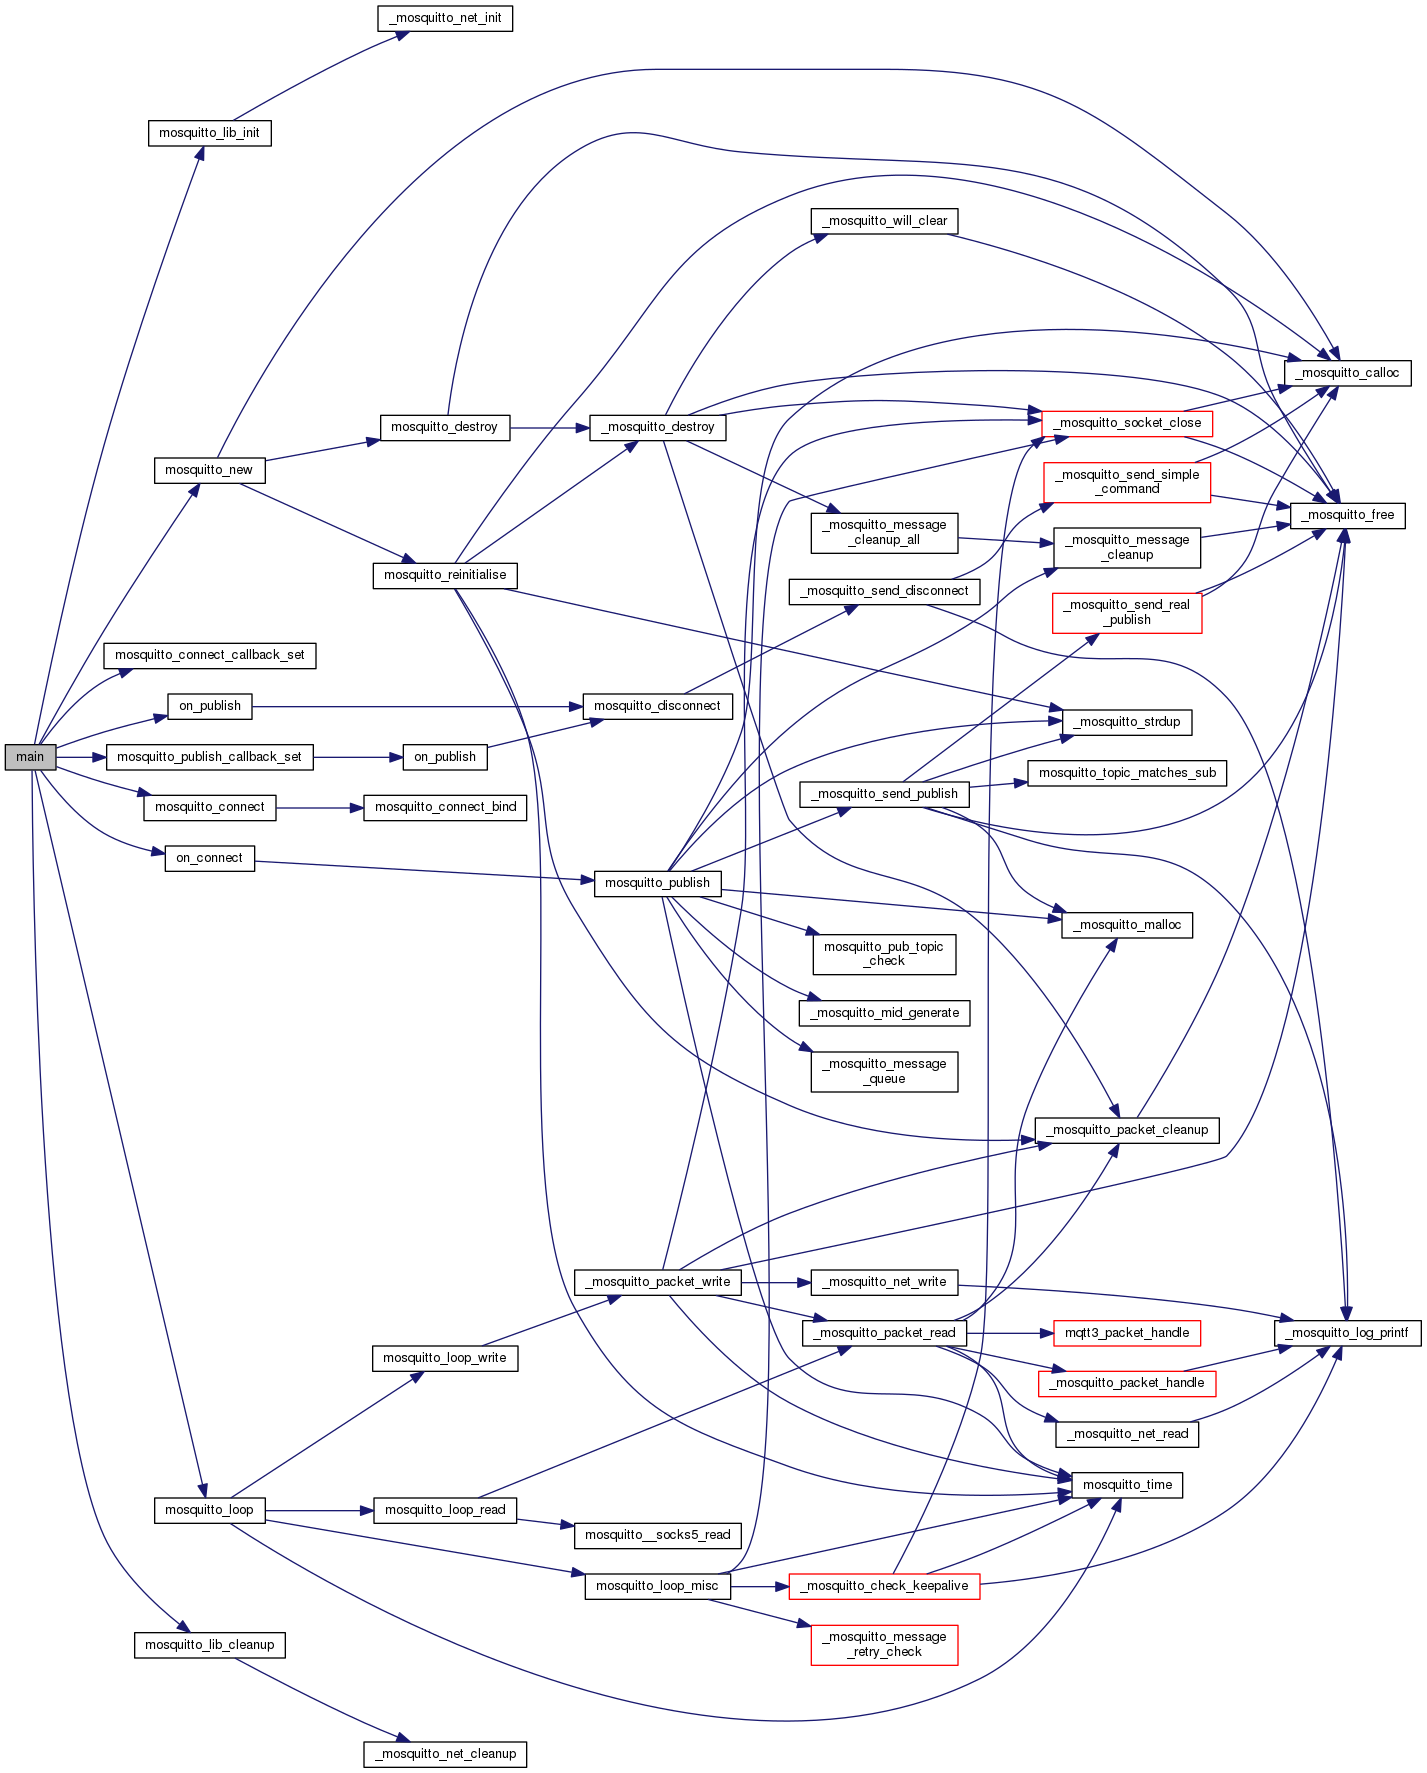 _mosquitto_net_init
mosquitto_lib_init
_mosquitto_will_clear
_mosquitto_calloc
mosquitto_destroy
_mosquitto_destroy
_mosquitto_socket_close
mosquitto_new
_mosquitto_send_simple
_command
_mosquitto_free
_mosquitto_message
_cleanup_all
_mosquitto_message
_cleanup
mosquitto_reinitialise
_mosquitto_send_disconnect
_mosquitto_send_real
_publish
mosquitto_connect_callback_set
on_publish
mosquitto_disconnect
_mosquitto_strdup
main
mosquitto_publish_callback_set
on_publish
mosquitto_topic_matches_sub
_mosquitto_send_publish
mosquitto_connect
mosquitto_connect_bind
on_connect
mosquitto_publish
_mosquitto_malloc
mosquitto_pub_topic
_check
_mosquitto_mid_generate
_mosquitto_message
_queue
_mosquitto_packet_cleanup
_mosquitto_packet_write
_mosquitto_net_write
_mosquitto_packet_read
mqtt3_packet_handle
_mosquitto_log_printf
mosquitto_loop_write
_mosquitto_packet_handle
_mosquitto_net_read
mosquitto_time
mosquitto_loop
mosquitto_loop_read
mosquitto__socks5_read
mosquitto_loop_misc
_mosquitto_check_keepalive
mosquitto_lib_cleanup
_mosquitto_message
_retry_check
_mosquitto_net_cleanup